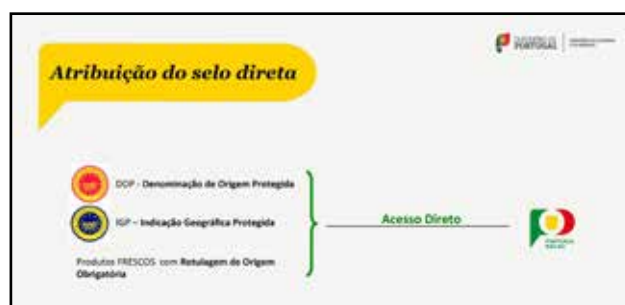 PORTUGAL
Atribuição do selo direta
DOP - Denominação de Origem Protegida
IGP – Indicação Geográfica Protegida
Acesso Direto
Produtos FRESCOS com Rotulagem de Origem
Obrigatória